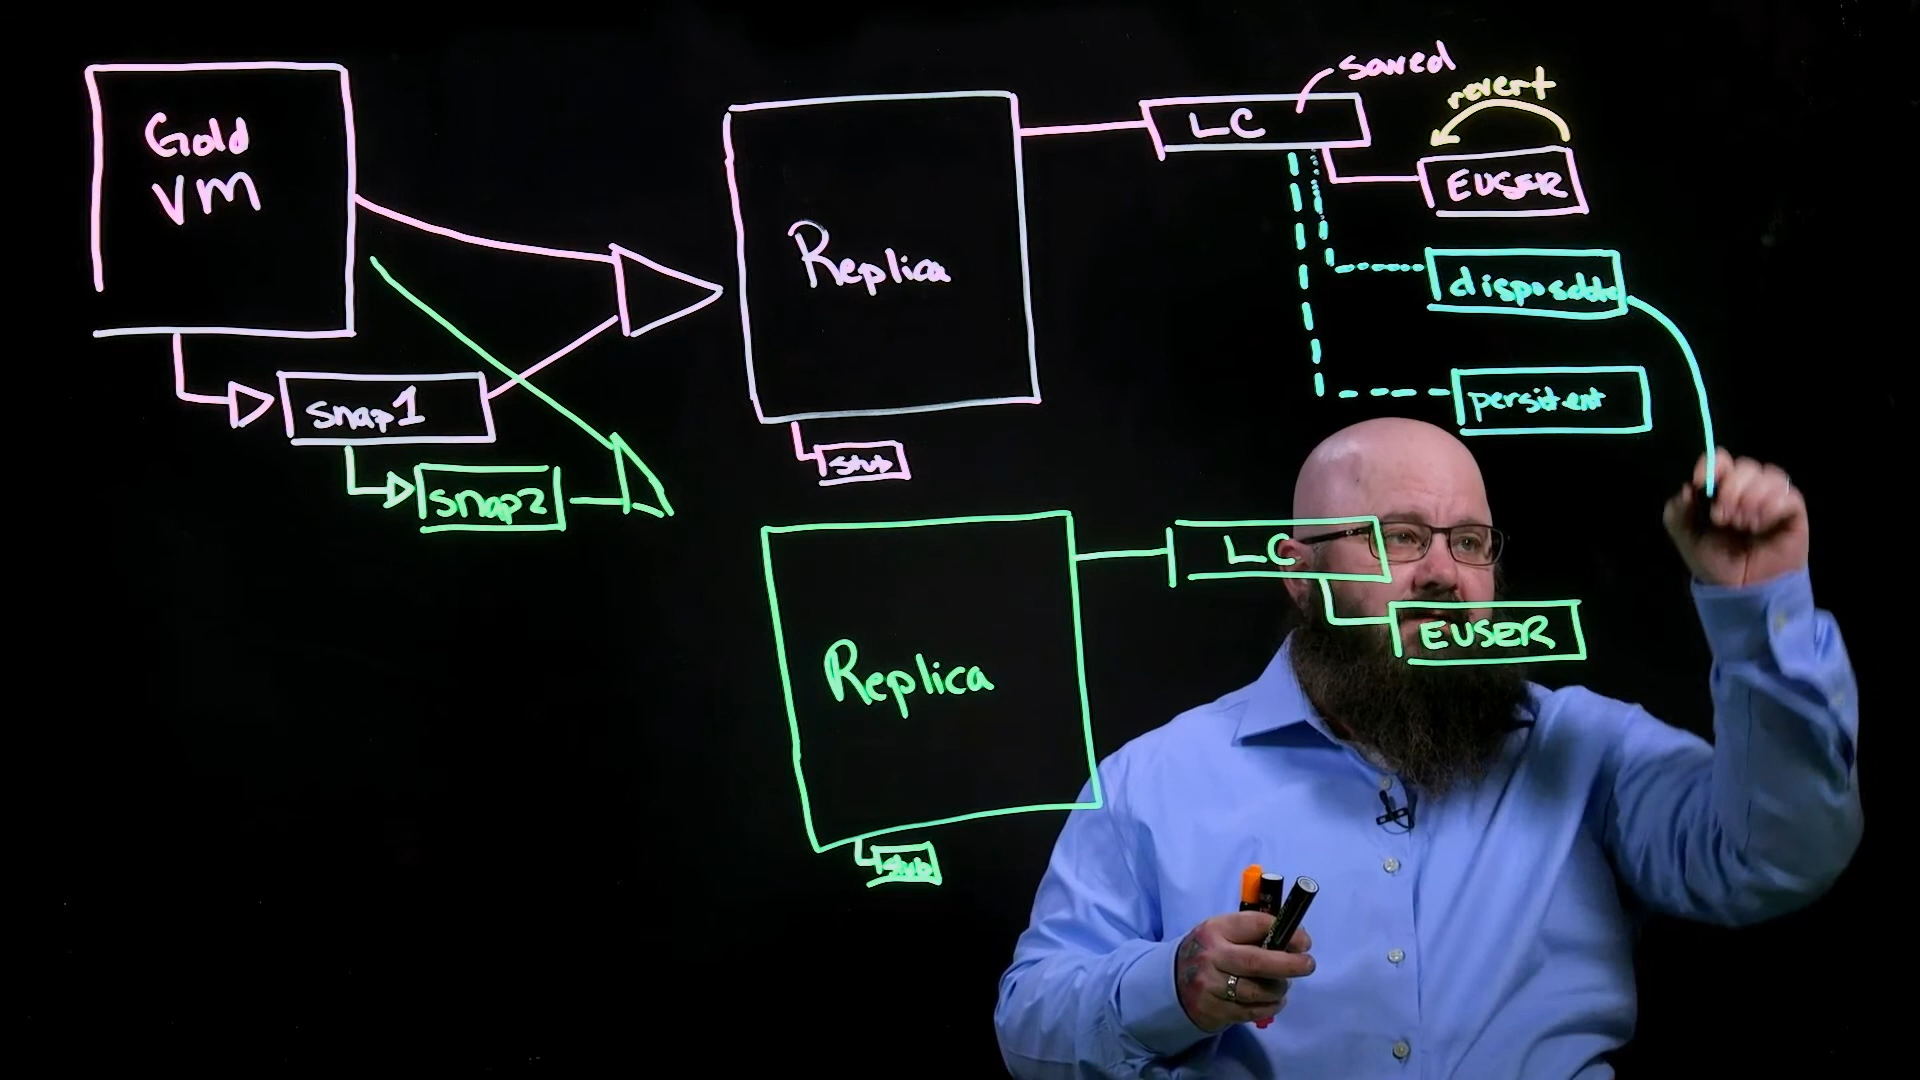 Gold
VM
snap1
snap2
Replica
stub
LC
saved
revert
EUSER
disposable
persistent
Replica
stub
LC
EUSER